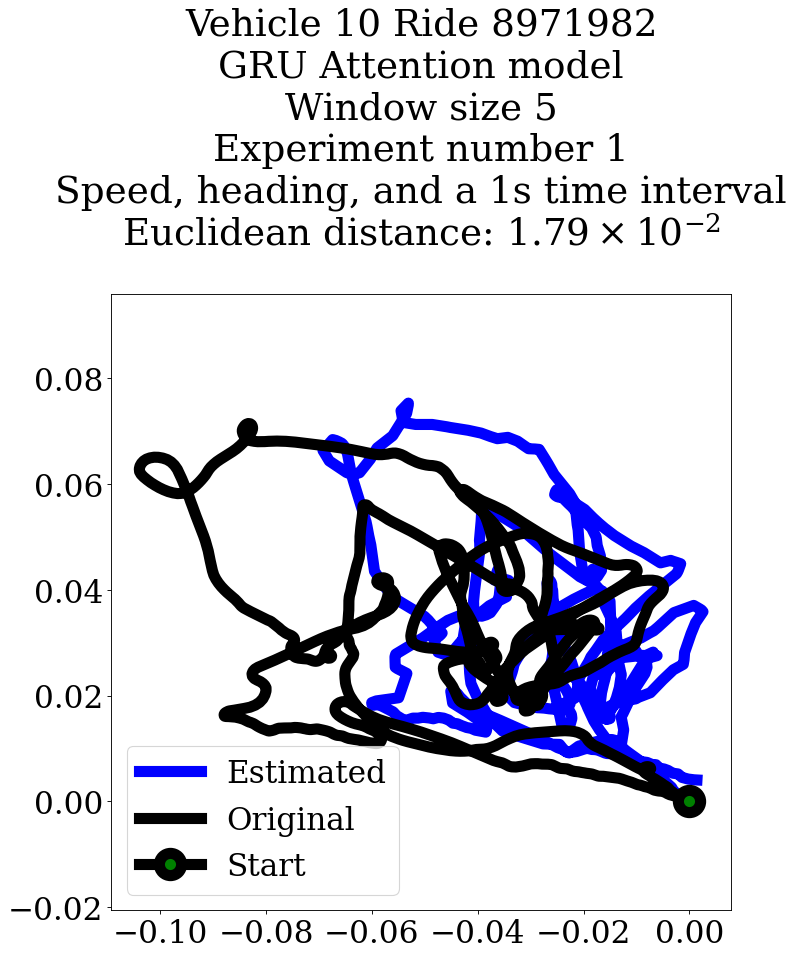 Vehicle 10 Ride 8971982
GRU Attention model
Window size 5
Experiment number 1
Speed, heading, and a 1s time interval
Euclidean distance: 1.79 × 10⁻²
0.08
0.06
0.04
0.02
0.00
−0.02
Estimated
Original
Start
−0.10 −0.08 −0.06 −0.04 −0.02 0.00